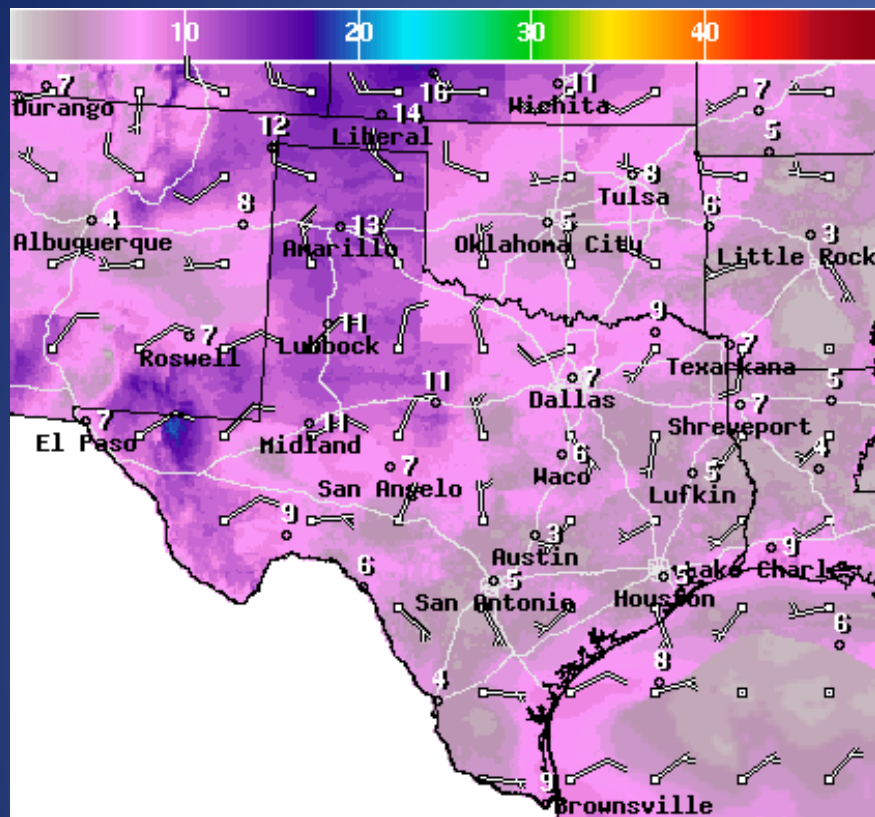 10 20 30 40
7 16 11 7
Durango Wichita
14
12 Liberal 5
8
Tulsa
4 8 13 5 6 3
Albuquerque Amarillo Oklahoma City Little Rock
7 11 9 7
Roswell Lubbock Texarkana
7
Dallas
11 7 5
7 11 Shreveport
El Paso Midland
7 6 5 4
San Angelo Waco Lufkin
9 3 9
Austin Lake Charles
6 5 5
San Antonio Houston
6
4 8
9
Brownsville